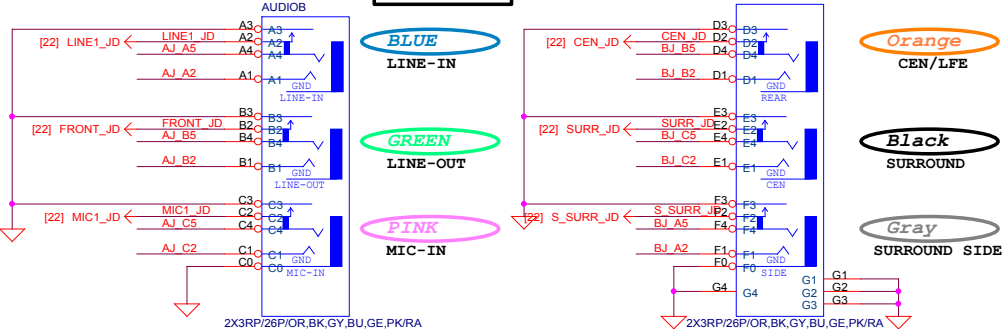 AUDIOB
A3 A3
[22] LINE1_JD LINE1_JD A2 A2
AJ_A5 A4 A4
AJ_A2 A1 A1
GND
LINE-IN
BLUE
LINE-IN
B3 B3
[22] FRONT_JD FRONT_JD B2 B2
AJ_B5 B4 B4
AJ_B2 B1 B1
GND
LINE-OUT
GREEN
LINE-OUT
C3 C3
[22] MIC1_JD MIC1_JD C2 C2
AJ_C5 C4 C4
AJ_C2 C1 C1
C0 C0
GND
MIC-IN
PINK
MIC-IN
2X3RP/26P/OR,BK,GY,BU,GE,PK/RA
D3 D3
[22] CEN_JD CEN_JD D2 D2
BJ_B5 D4 D4
BJ_B2 D1 D1
GND
REAR
Orange
CEN/LFE
E3 E3
[22] SURR_JD SURR_JD E2 E2
BJ_C5 E4 E4
BJ_C2 E1 E1
GND
CEN
Black
SURROUND
F3 F3
[22] S_SURR_JD S_SURR_JD F2 F2
BJ_A5 F4 F4
BJ_A2 F1 F1
F0 F0
GND
SIDE
Gray
SURROUND SIDE
G4 G4
G1 G1
G2 G2
G3 G3
2X3RP/26P/OR,BK,GY,BU,GE,PK/RA